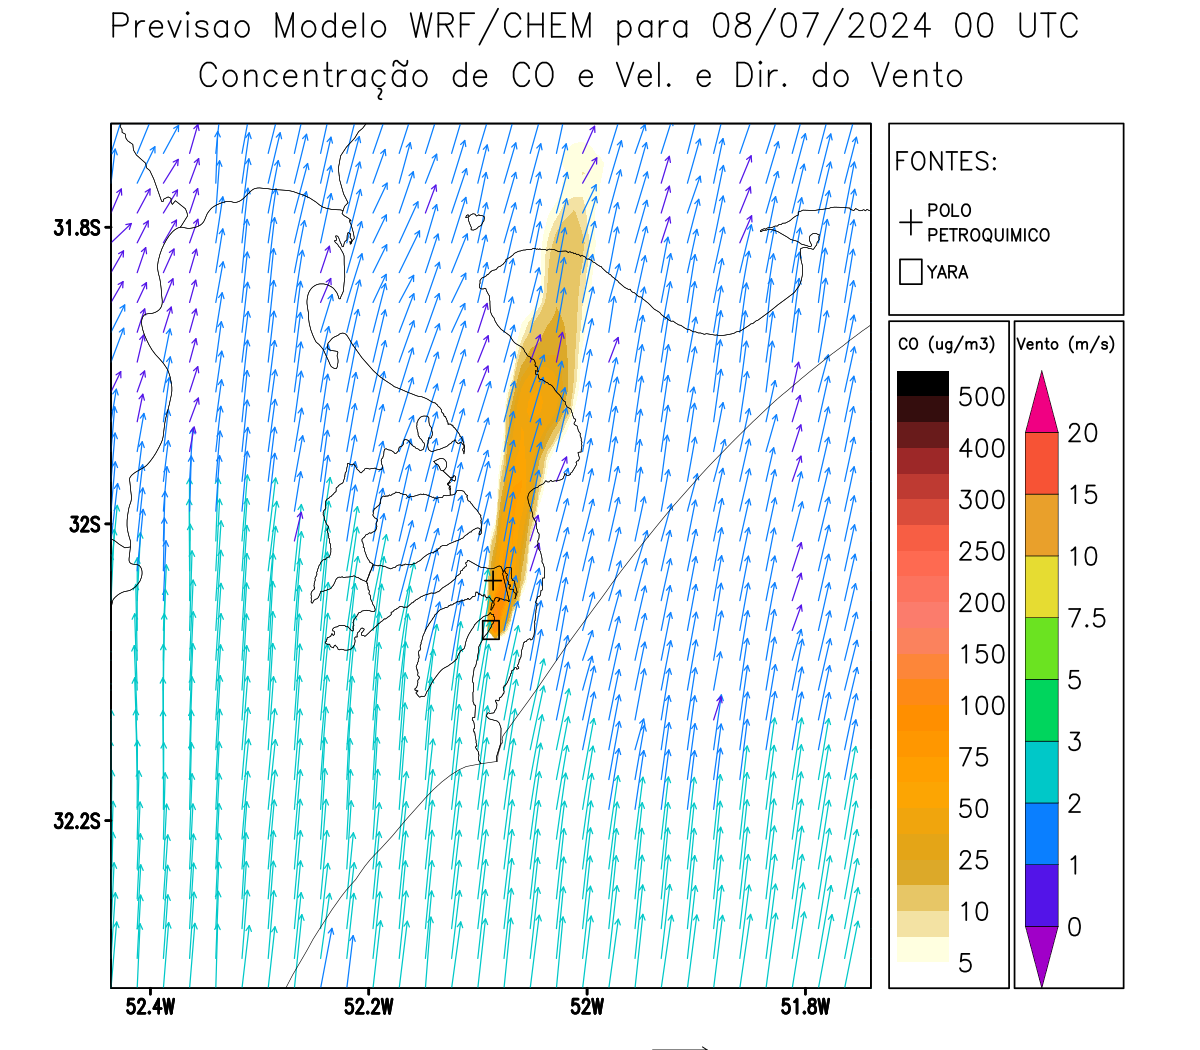 Previsao Modelo WRF/CHEM para 08/07/2024 00 UTC
Concentração de CO e Vel. e Dir. do Vento
FONTES:
POLO
PETROQUIMICO
YARA
CO (ug/m3)
500
400
300
250
200
150
100
75
50
25
10
5
Vento (m/s)
20
15
10
7.5
5
3
2
1
0
31.8S
32S
32.2S
52.4W
52.2W
52W
51.8W